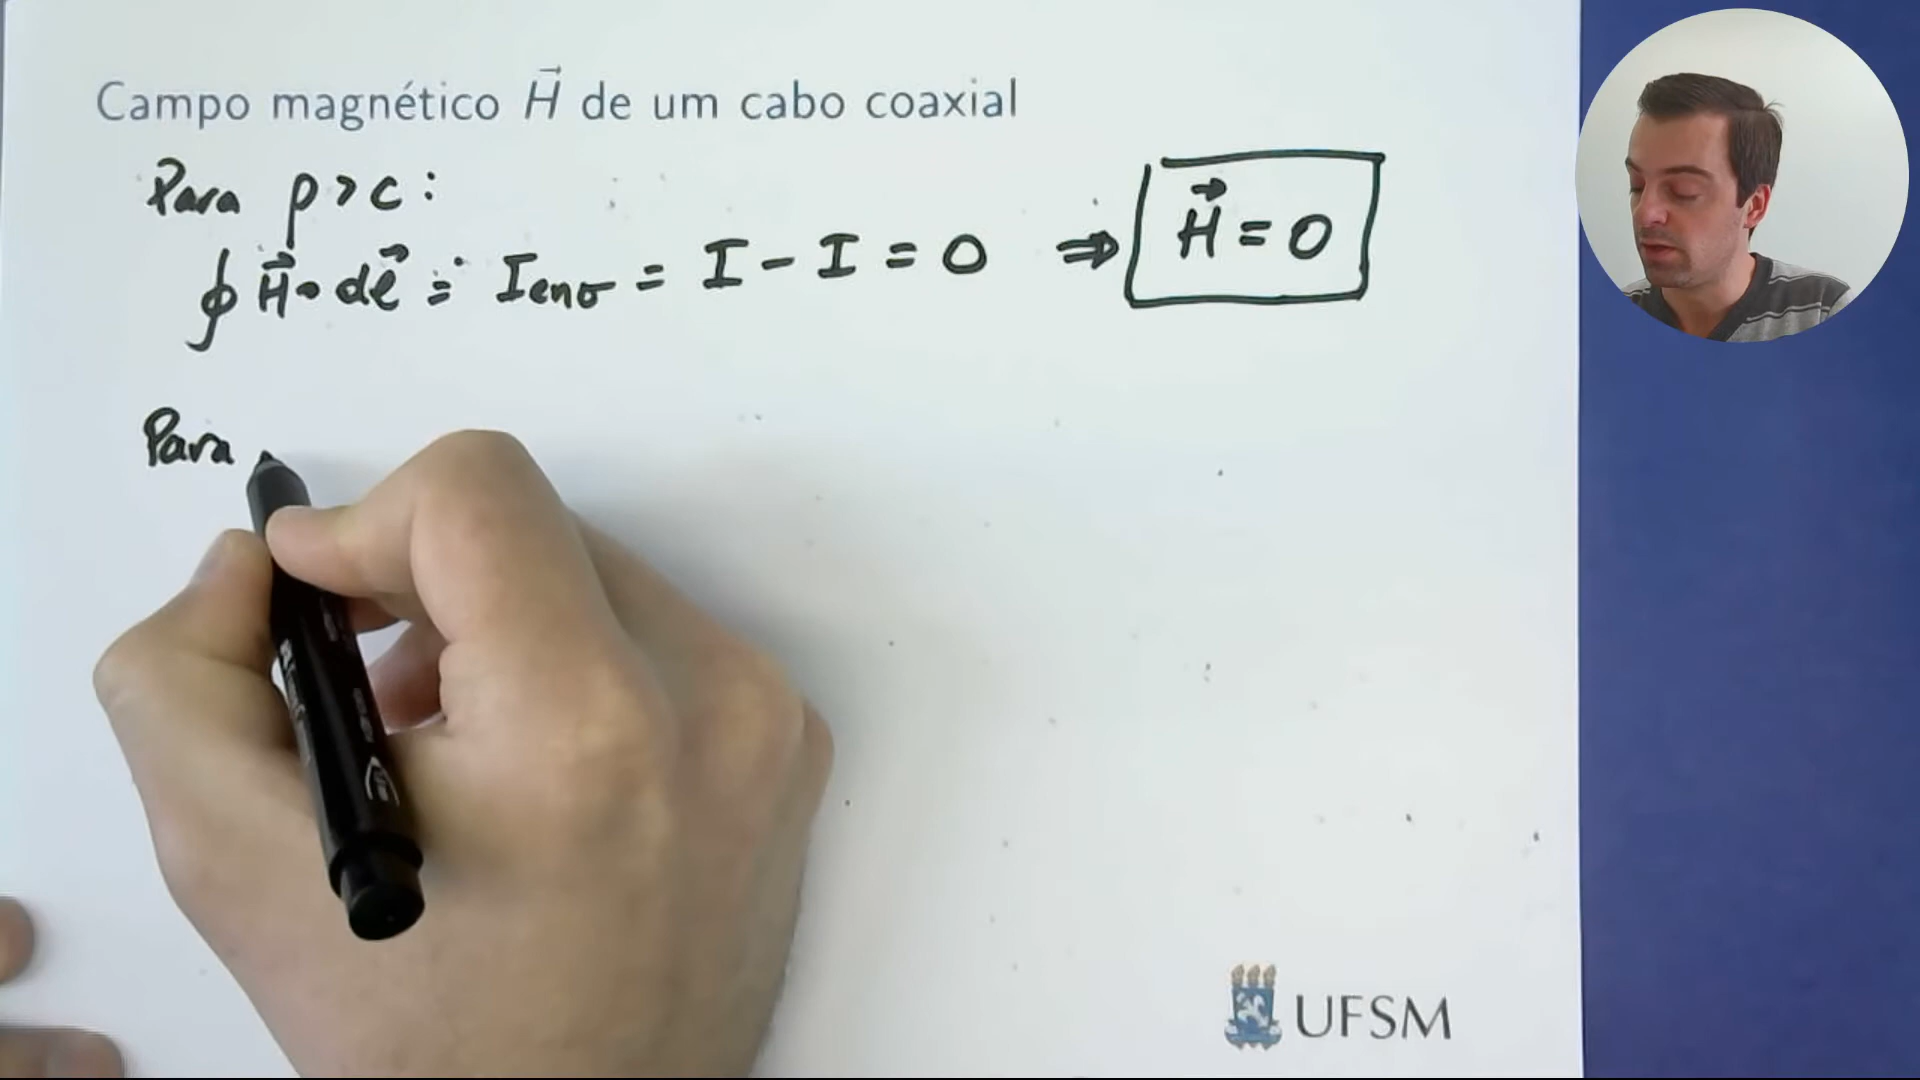 Campo magnético H⃗ de um cabo coaxial
Para ρ > c :
∮ H⃗ • dℓ⃗ = Ienv = I - I = 0 ⇒ H⃗ = 0
Para
UFSM